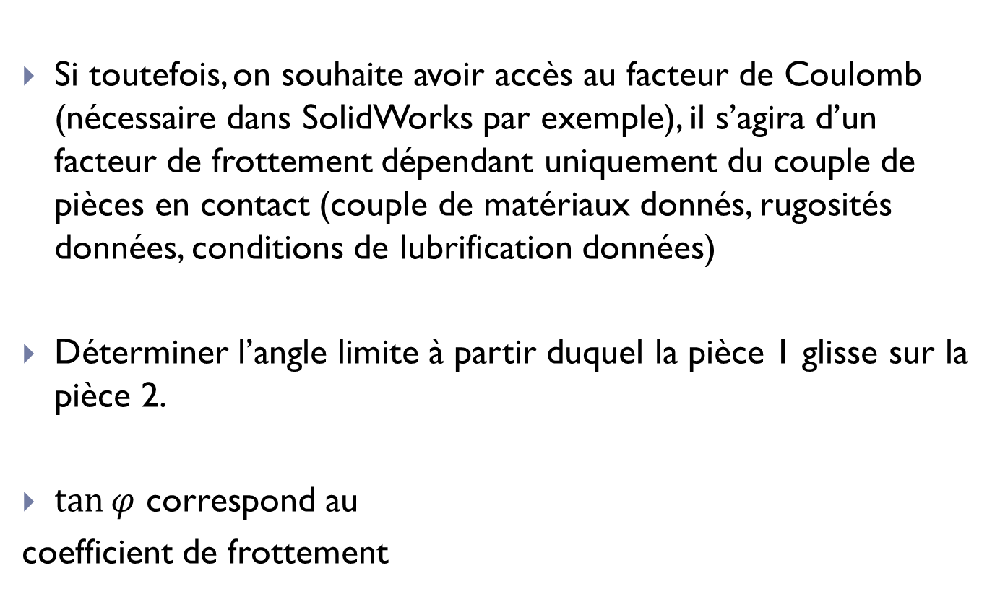 Si toutefois, on souhaite avoir accès au facteur de Coulomb
(nécessaire dans SolidWorks par exemple), il s’agira d’un
facteur de frottement dépendant uniquement du couple de
pièces en contact (couple de matériaux donnés, rugosités
données, conditions de lubrification données)
Déterminer l’angle limite à partir duquel la pièce 1 glisse sur la
pièce 2.
tan φ correspond au
coefficient de frottement